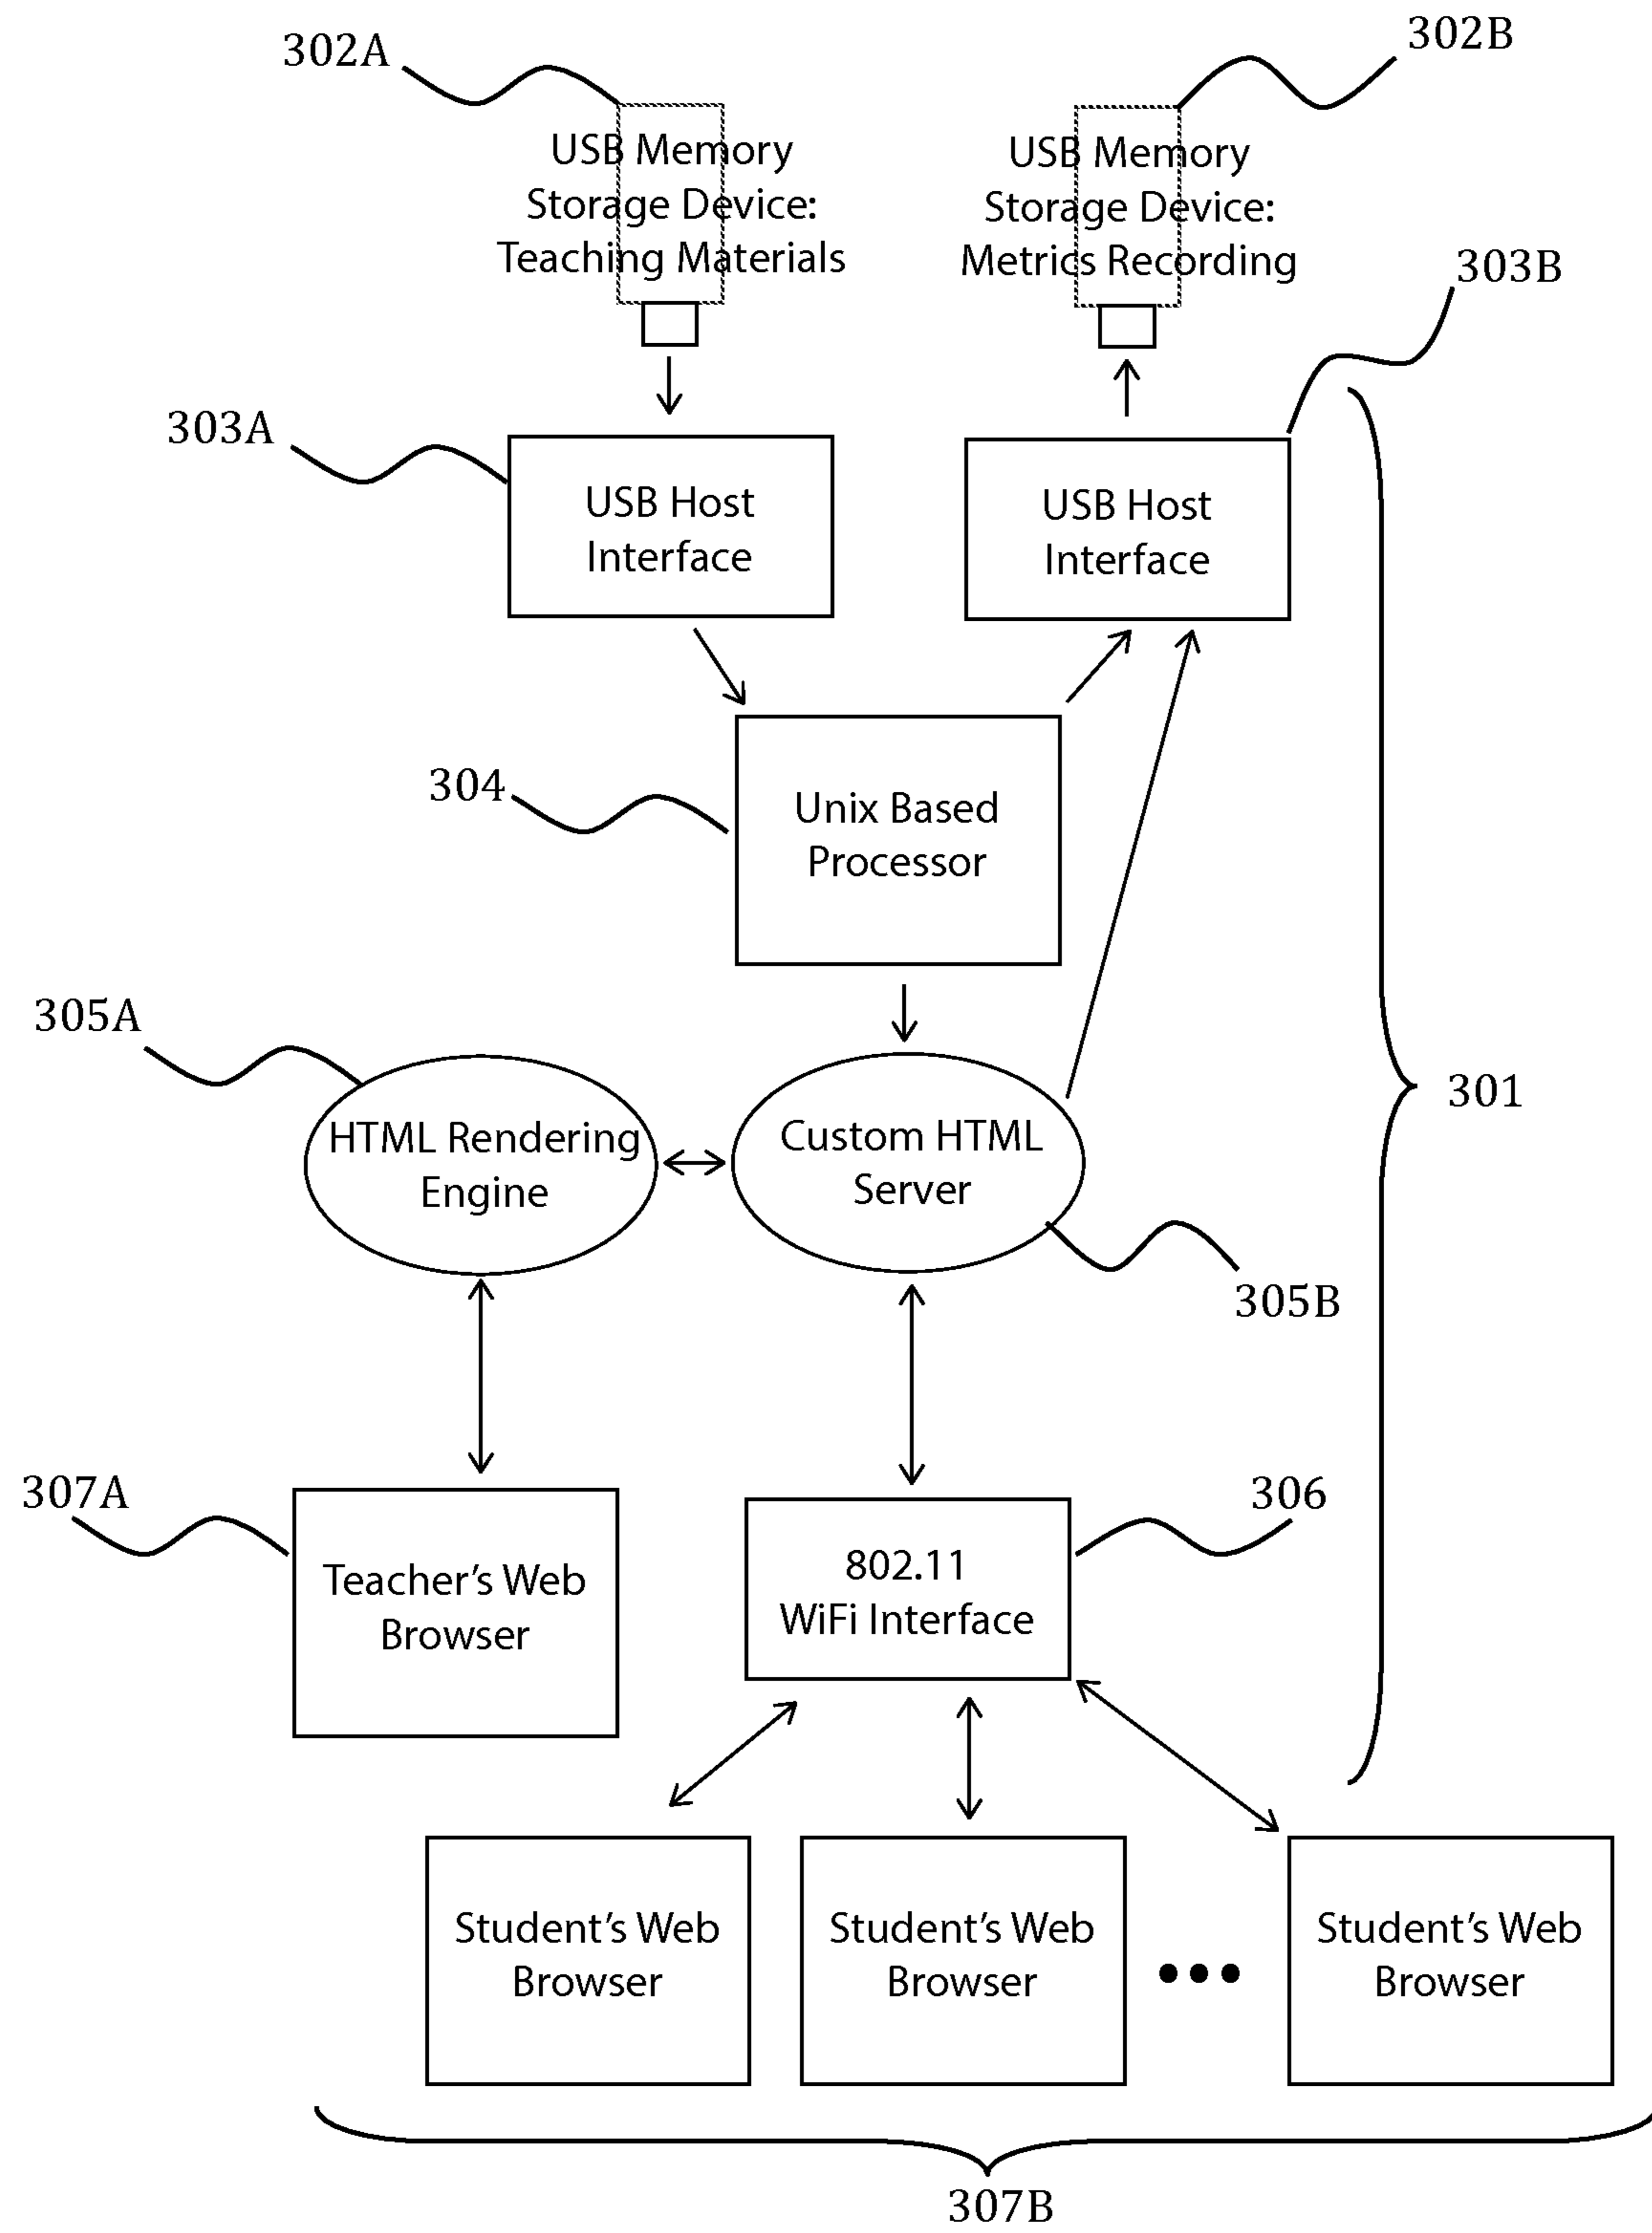 302A
302B
USB Memory
Storage Device:
Teaching Materials
USB Memory
Storage Device:
Metrics Recording
303B
303A
USB Host
Interface
USB Host
Interface
304
Unix Based
Processor
305A
301
HTML Rendering
Engine
Custom HTML
Server
305B
307A
306
Teacher’s Web
Browser
802.11
WiFi Interface
Student’s Web
Browser
Student’s Web
Browser
•••
Student’s Web
Browser
307B